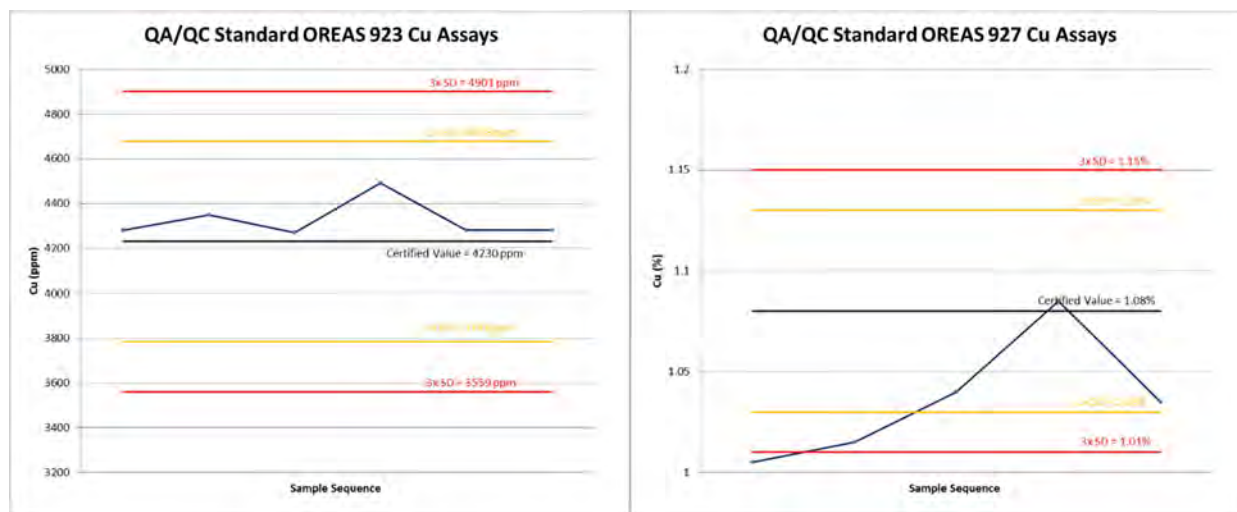 QA/QC Standard OREAS 923 Cu Assays
5000
4800
4600
4400
4200
4000
3800
3600
3400
3200
Cu (ppm)
3xSD = 4901 ppm
Certified Value = 4230 ppm
-3xSD = 3559 ppm
Sample Sequence
QA/QC Standard OREAS 927 Cu Assays
1.2
1.15
1.1
1.05
1
Cu (%)
3xSD = 1.15%
Certified Value = 1.08%
3xSD = 1.01%
Sample Sequence